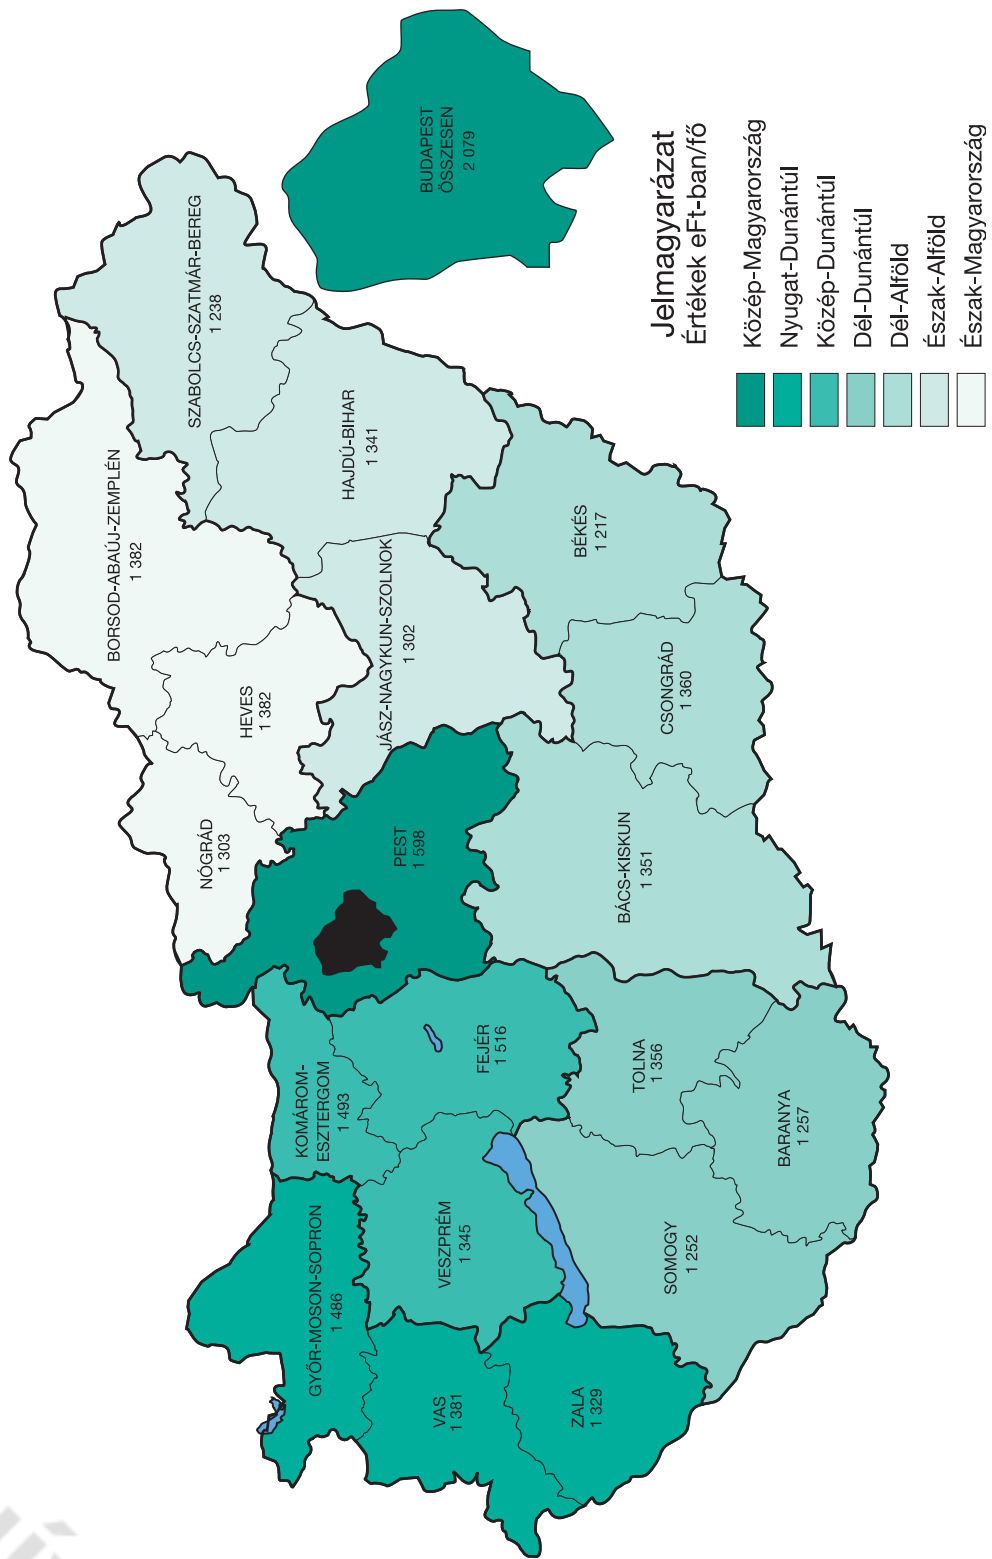 BORSOD-ABAÚJ-ZEMPLÉN
1 382
SZABOLCS-SZATMÁR-BEREG
1 238
NÓGRÁD
1 303
HEVES
1 382
HAJDÚ-BIHAR
1 341
JÁSZ-NAGYKUN-SZOLNOK
1 302
GYŐR-MOSON-SOPRON
1 486
KOMÁROM-
ESZTERGOM
1 493
PEST
1 598
BUDAPEST
ÖSSZESEN
2 079
VAS
1 381
VESZPRÉM
1 345
FEJÉR
1 516
ZALA
1 329
BÉKÉS
1 217
TOLNA
1 356
BÁCS-KISKUN
1 351
SOMOGY
1 252
CSONGRÁD
1 360
BARANYA
1 257
Jelmagyarázat
Értékek eFt-ban/fő
Közép-Magyarország
Nyugat-Dunántúl
Közép-Dunántúl
Dél-Dunántúl
Dél-Alföld
Észak-Alföld
Észak-Magyarország